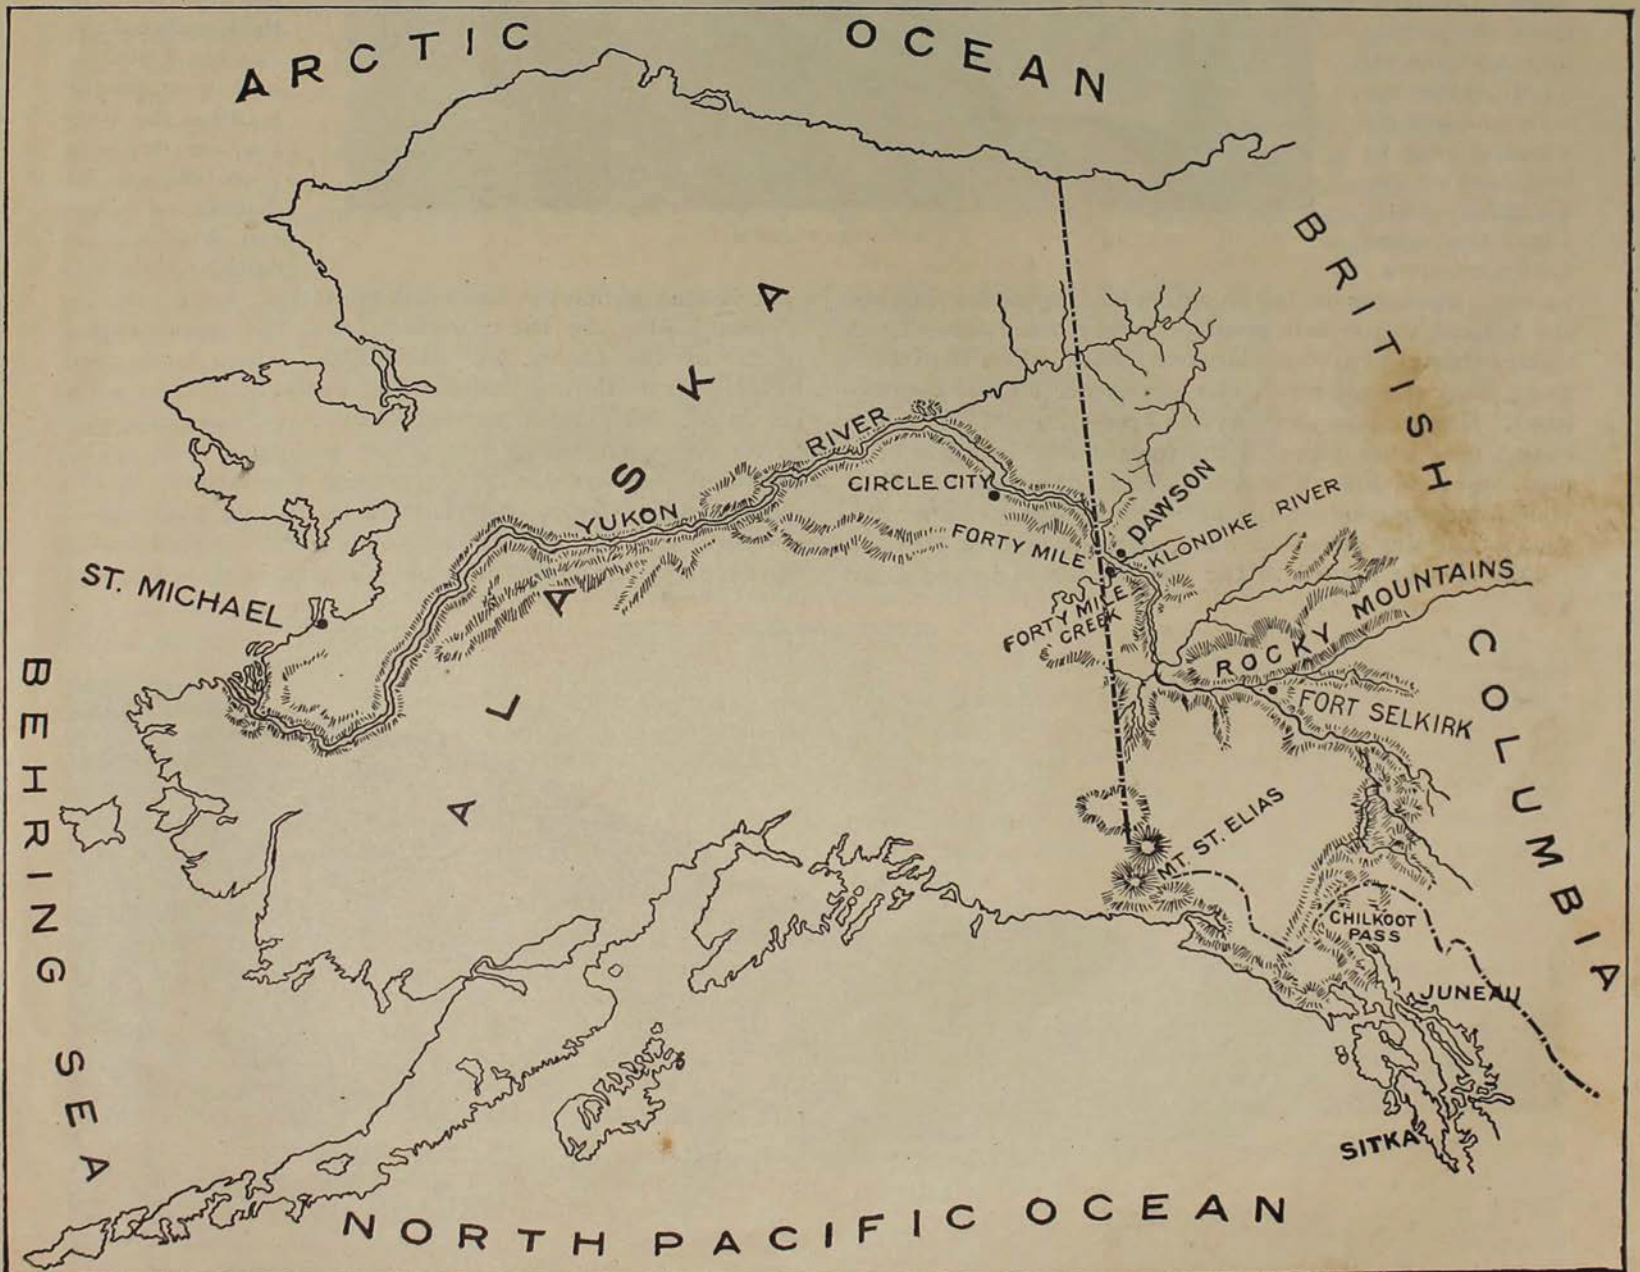 ARCTIC OCEAN
BRITISH COLUMBIA
ALASKA
YUKON RIVER
CIRCLE CITY
DAWSON
KLONDIKE RIVER
FORTY MILE
FORTY MILE
CREEK
ST. MICHAEL
ROCKY MOUNTAINS
FORT SELKIRK
BEHRING SEA
MT. ST. ELIAS
CHILKOOT
PASS
JUNEAU
SITKA
NORTH PACIFIC OCEAN